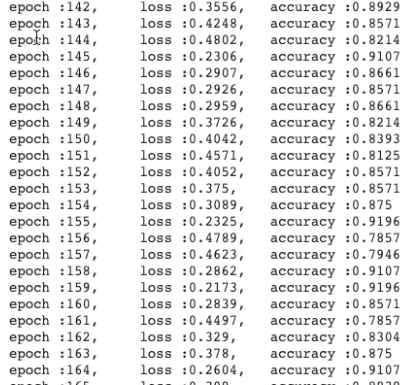 epoch :142, loss :0.3556, accuracy :0.8929
epoch :143, loss :0.4248, accuracy :0.8571
epoch :144, loss :0.4802, accuracy :0.8214
epoch :145, loss :0.2306, accuracy :0.9107
epoch :146, loss :0.2907, accuracy :0.8661
epoch :147, loss :0.2926, accuracy :0.8571
epoch :148, loss :0.2959, accuracy :0.8661
epoch :149, loss :0.3726, accuracy :0.8214
epoch :150, loss :0.4042, accuracy :0.8393
epoch :151, loss :0.4571, accuracy :0.8125
epoch :152, loss :0.4052, accuracy :0.8571
epoch :153, loss :0.375, accuracy :0.8571
epoch :154, loss :0.3089, accuracy :0.875
epoch :155, loss :0.2325, accuracy :0.9196
epoch :156, loss :0.4789, accuracy :0.7857
epoch :157, loss :0.4623, accuracy :0.7946
epoch :158, loss :0.2862, accuracy :0.9107
epoch :159, loss :0.2173, accuracy :0.9196
epoch :160, loss :0.2839, accuracy :0.8571
epoch :161, loss :0.4497, accuracy :0.7857
epoch :162, loss :0.329, accuracy :0.8304
epoch :163, loss :0.378, accuracy :0.875
epoch :164, loss :0.2604, accuracy :0.9107